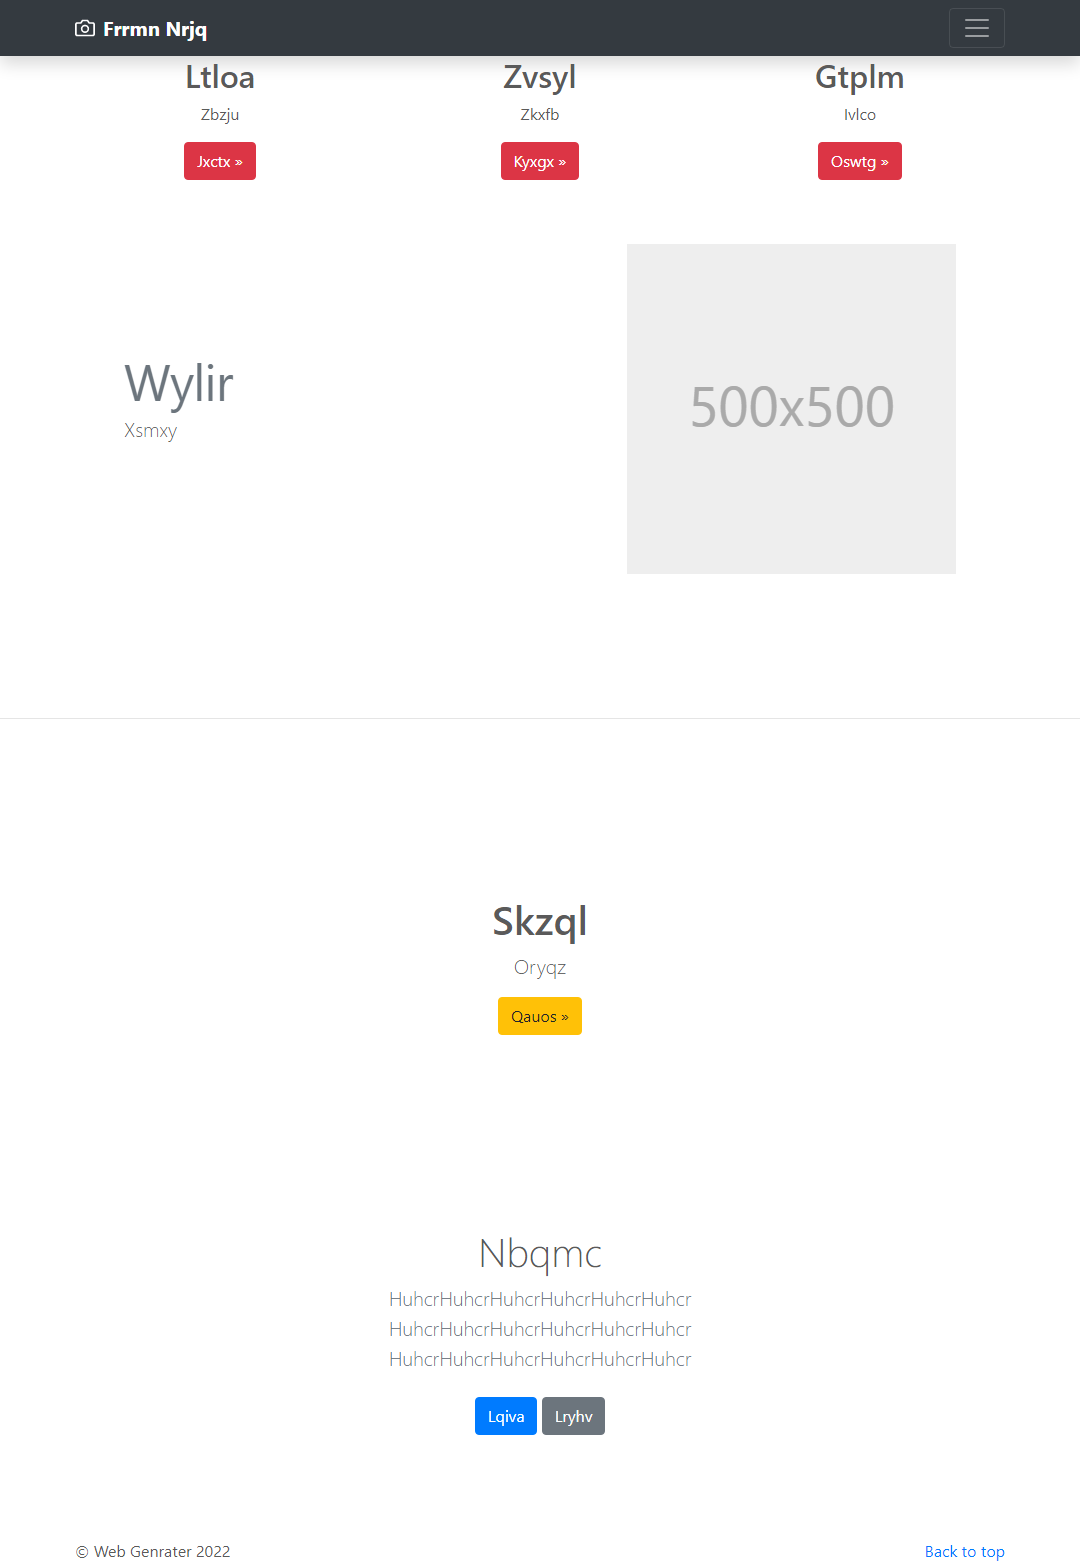 Frrmn Nrjq
Ltloa
Zbzju
Jxctx »
Zvsyl
Zkxfb
Kyxgx »
Gtplm
Ivlco
Oswtg »
Wylir
Xsmxy
500x500
Skzql
Oryqz
Qauos »
Nbqmc
HuhcrHuhcrHuhcrHuhcrHuhcrHuhcr
HuhcrHuhcrHuhcrHuhcrHuhcrHuhcr
HuhcrHuhcrHuhcrHuhcrHuhcrHuhcr
Lqiva Lryhv
© Web Genrater 2022
Back to top